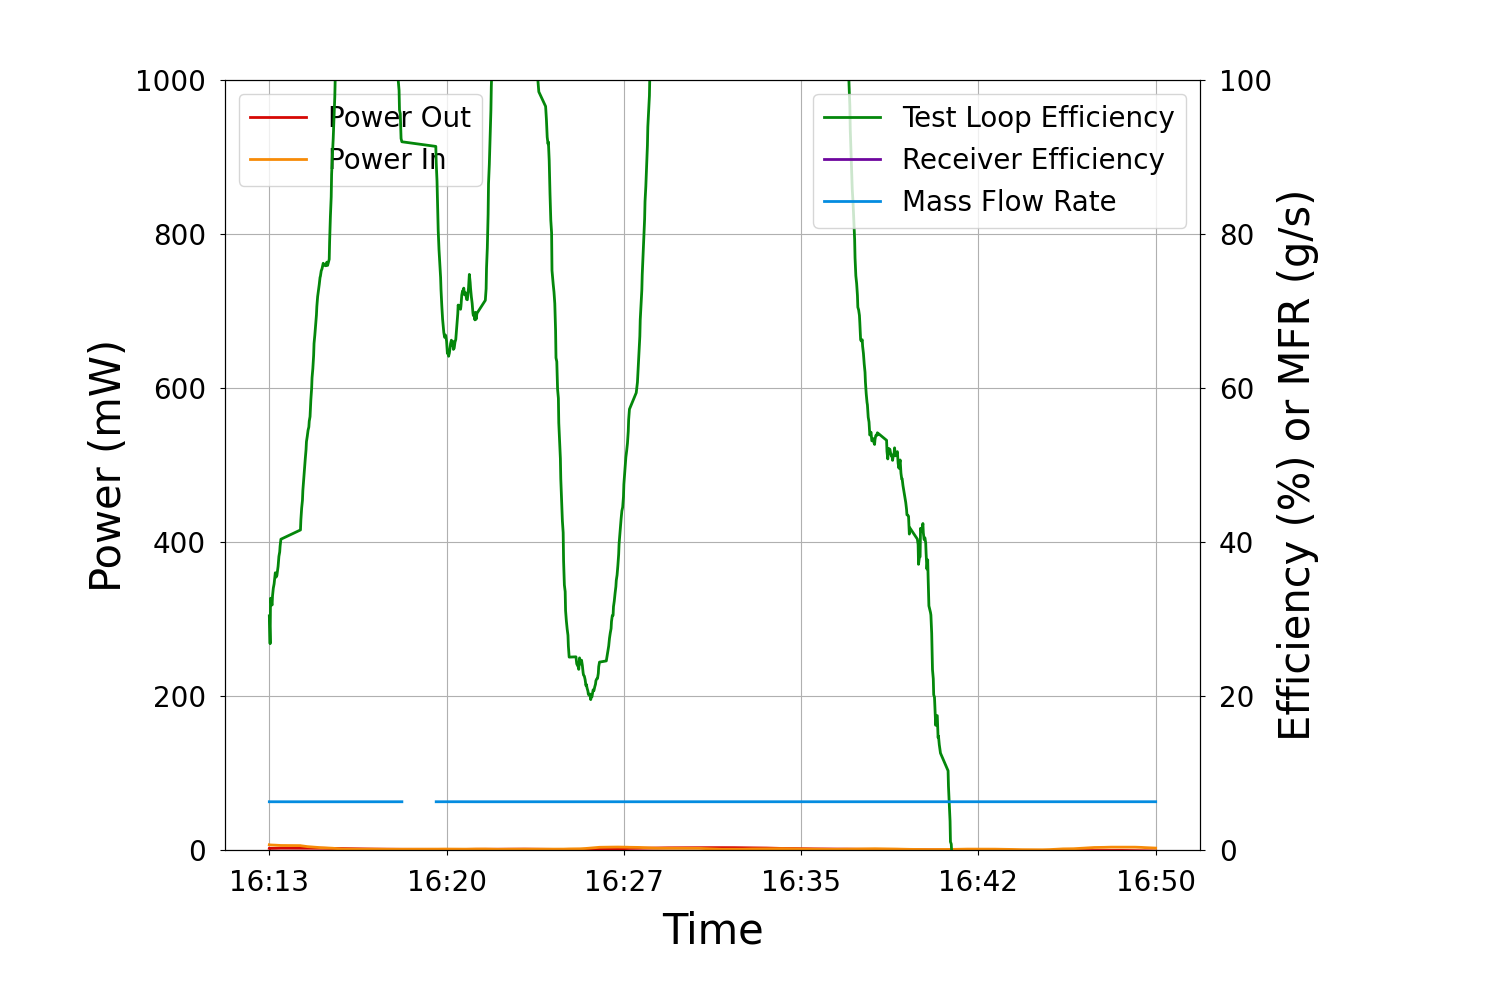 1000
800
600
400
200
0
Power (mW)
Power Out
Power In
Test Loop Efficiency
Receiver Efficiency
Mass Flow Rate
100
80
60
40
20
0
Efficiency (%) or MFR (g/s)
16:13 16:20 16:27 16:35 16:42 16:50
Time